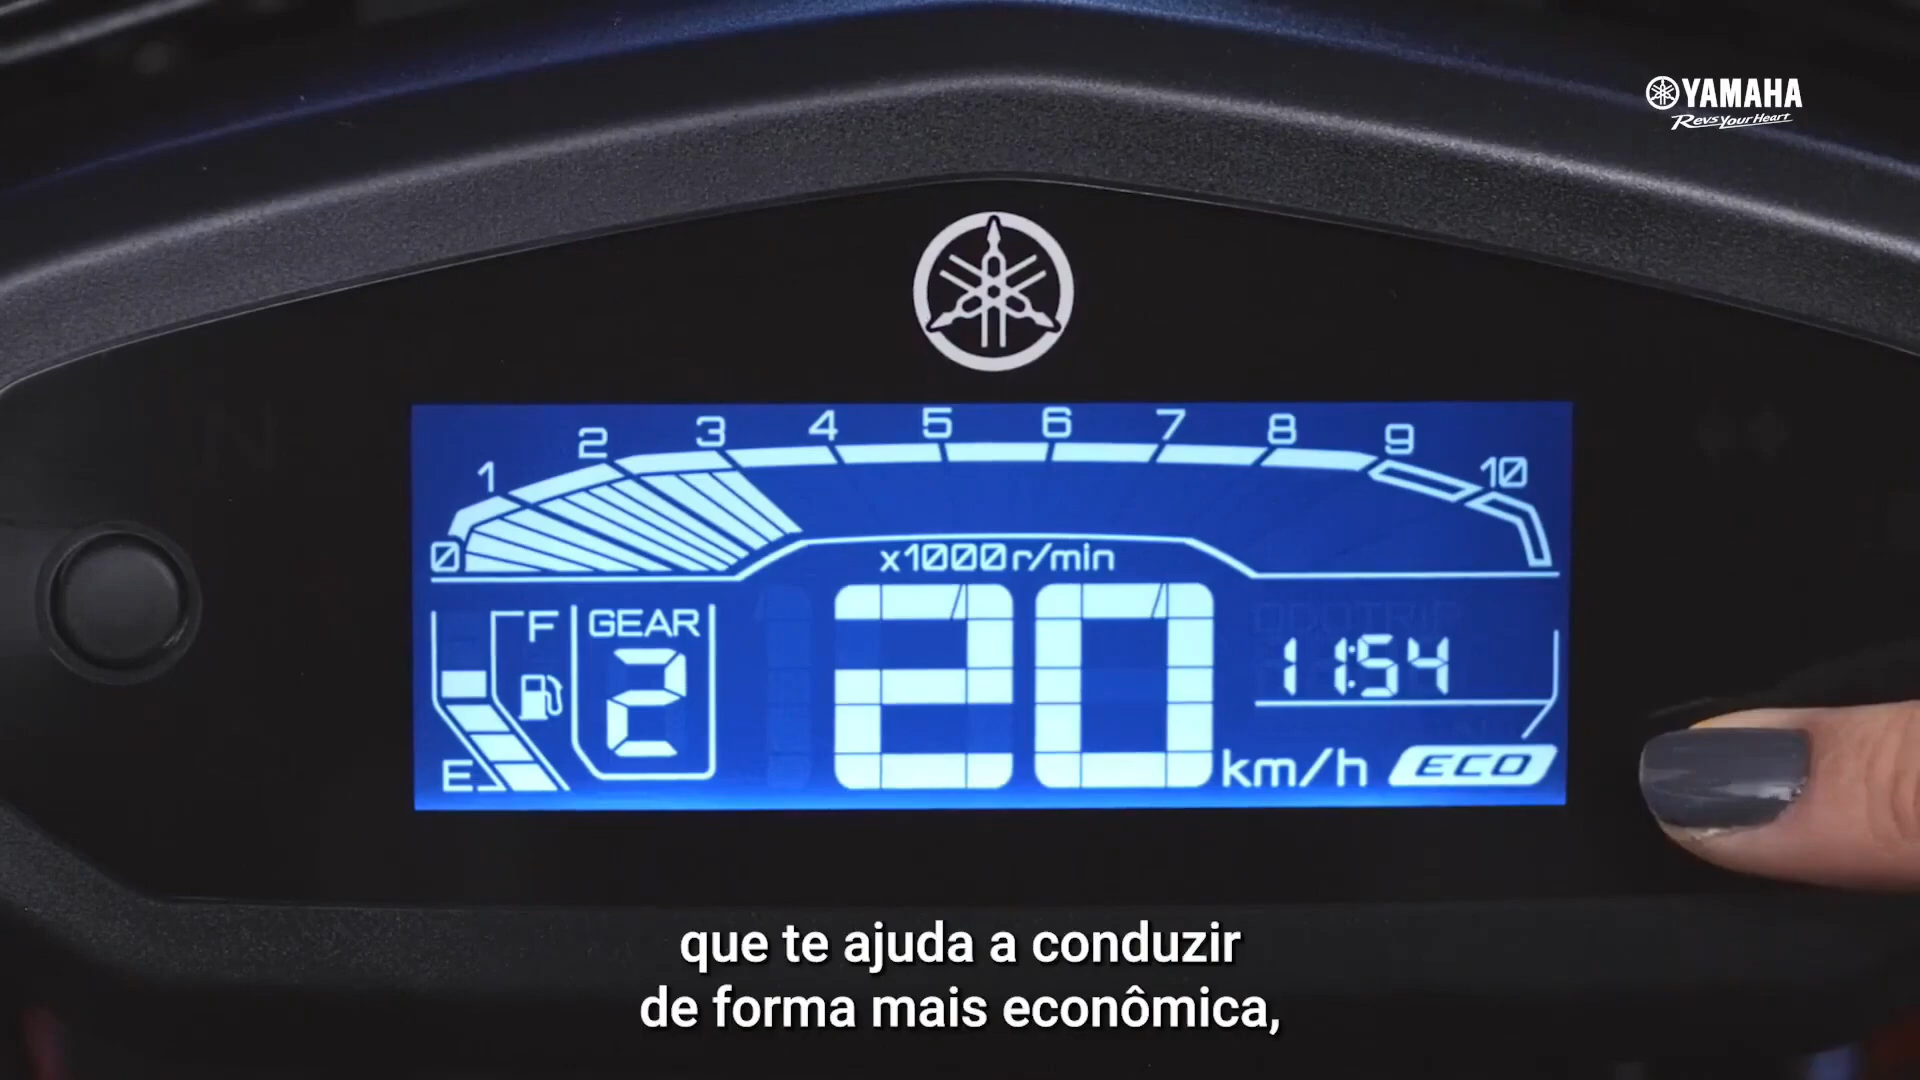 YAMAHA
Revs Your Heart
0 1 2 3 4 5 6 7 8 9 10
x1000 r/min
F
GEAR
2
20
11:54
E
km/h
ECO
que te ajuda a conduzir
de forma mais econômica,